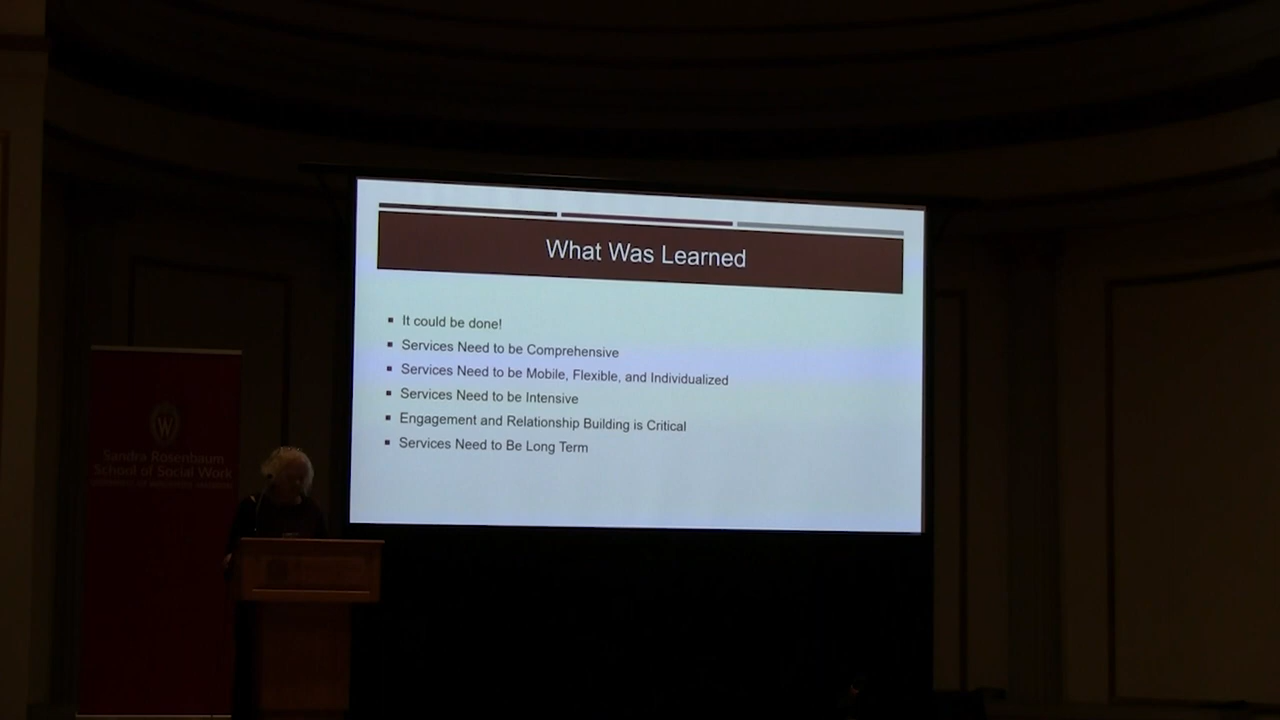 What Was Learned
It could be done!
Services Need to be Comprehensive
Services Need to be Mobile, Flexible, and Individualized
Services Need to be Intensive
Engagement and Relationship Building is Critical
Services Need to Be Long Term
W
Sandra Rosenbaum
School of Social Work